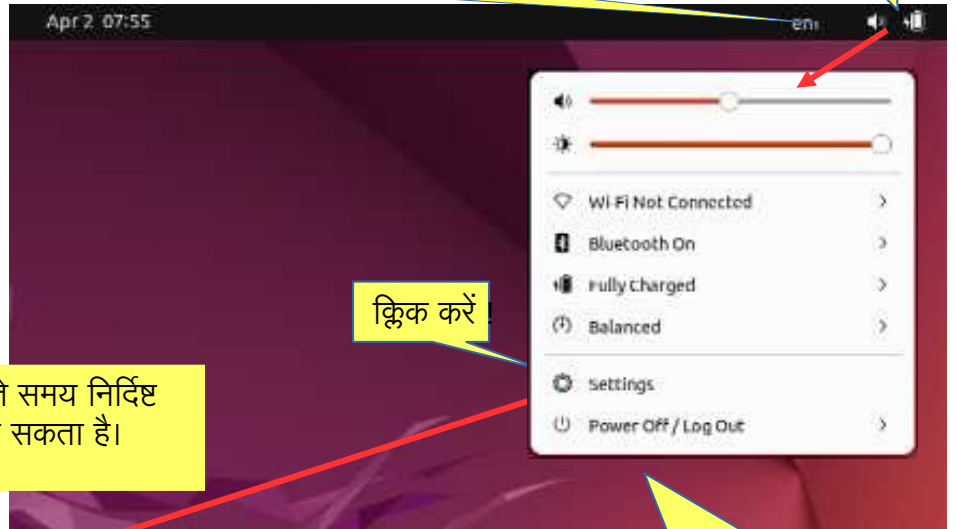 Apr 2 07:55
en
Wi-Fi Not Connected
Bluetooth On
Fully Charged
Balanced
Settings
Power Off / Log Out
क्लिक करें !
समय निर्दिष्ट
सकता है।